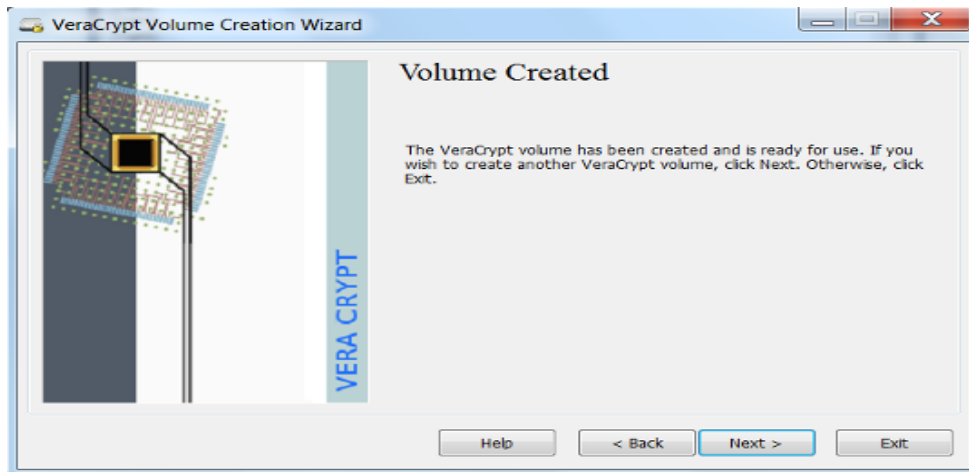 VeraCrypt Volume Creation Wizard
Volume Created
The VeraCrypt volume has been created and is ready for use. If you
wish to create another VeraCrypt volume, click Next. Otherwise, click
Exit.
VERA CRYPT
Help
< Back
Next >
Exit